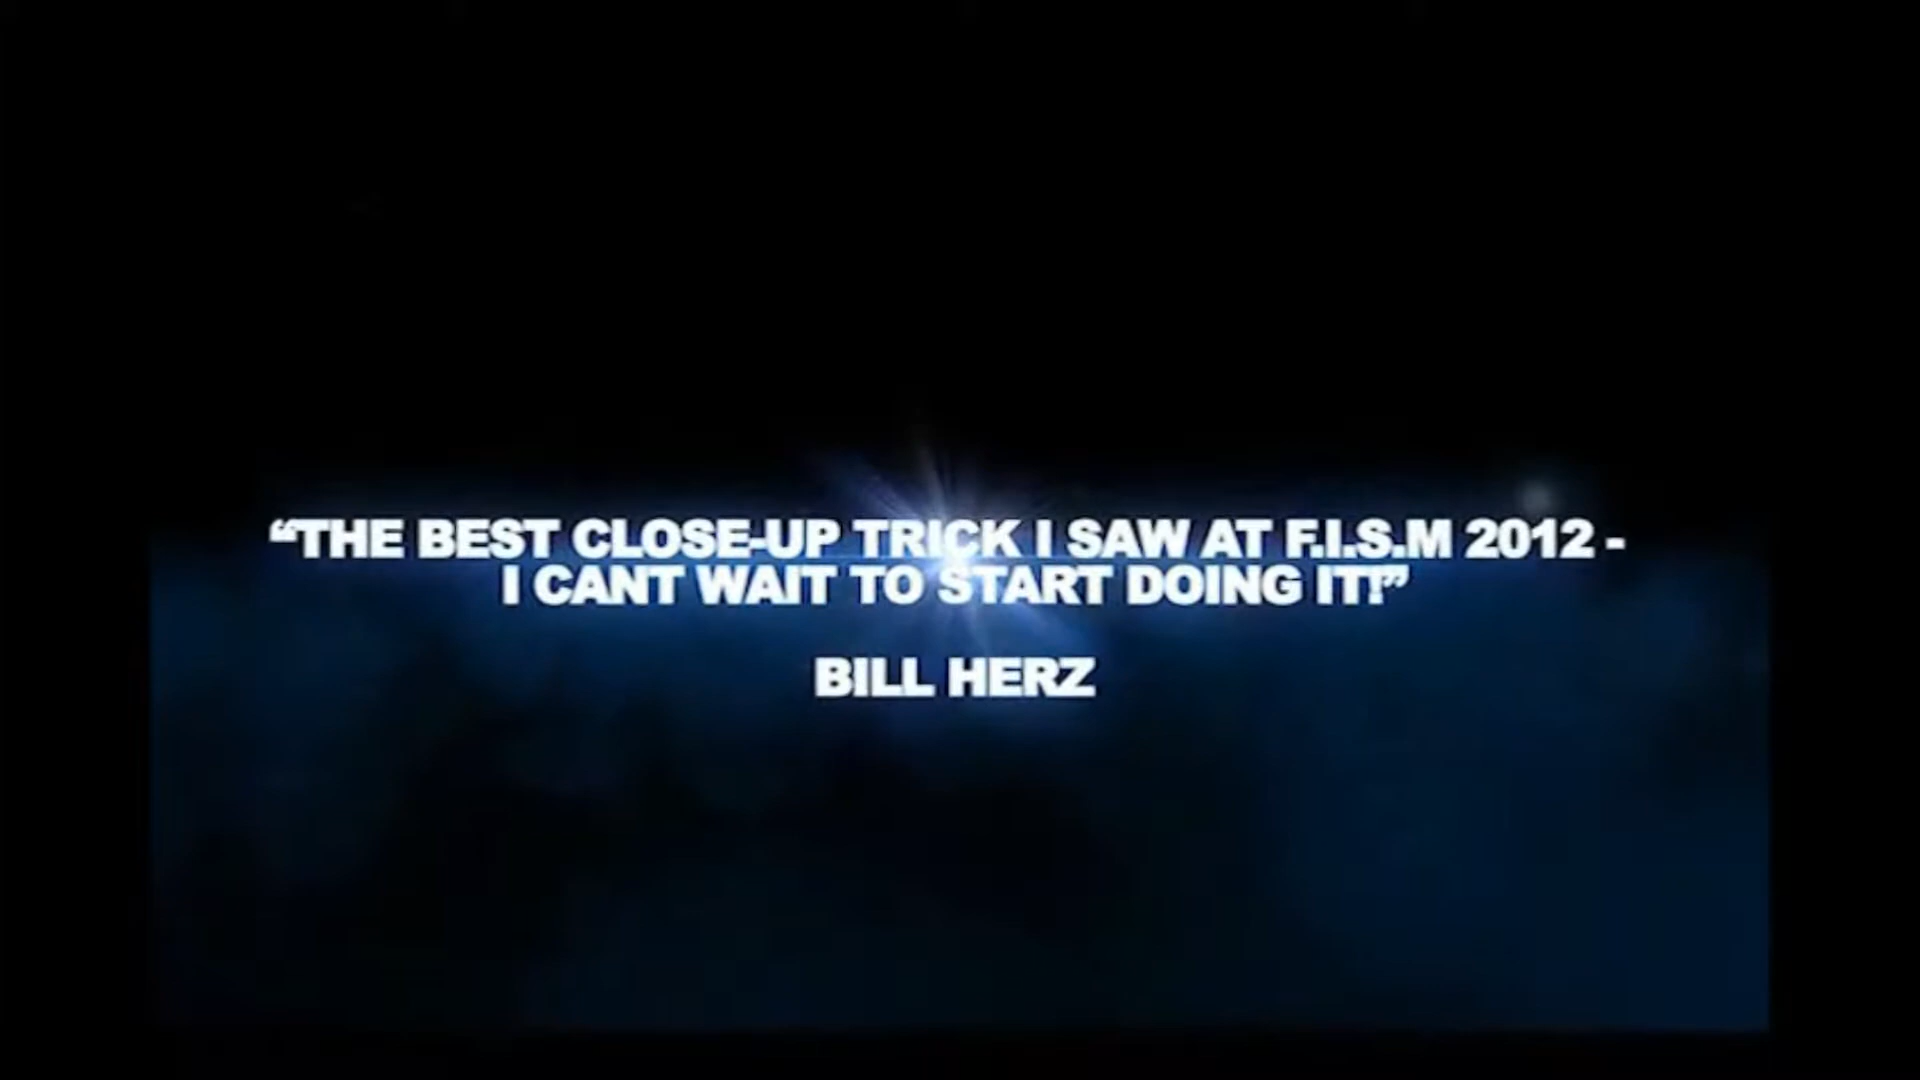 “THE BEST CLOSE-UP TRICK I SAW AT F.I.S.M 2012 -
I CANT WAIT TO START DOING IT!”
BILL HERZ